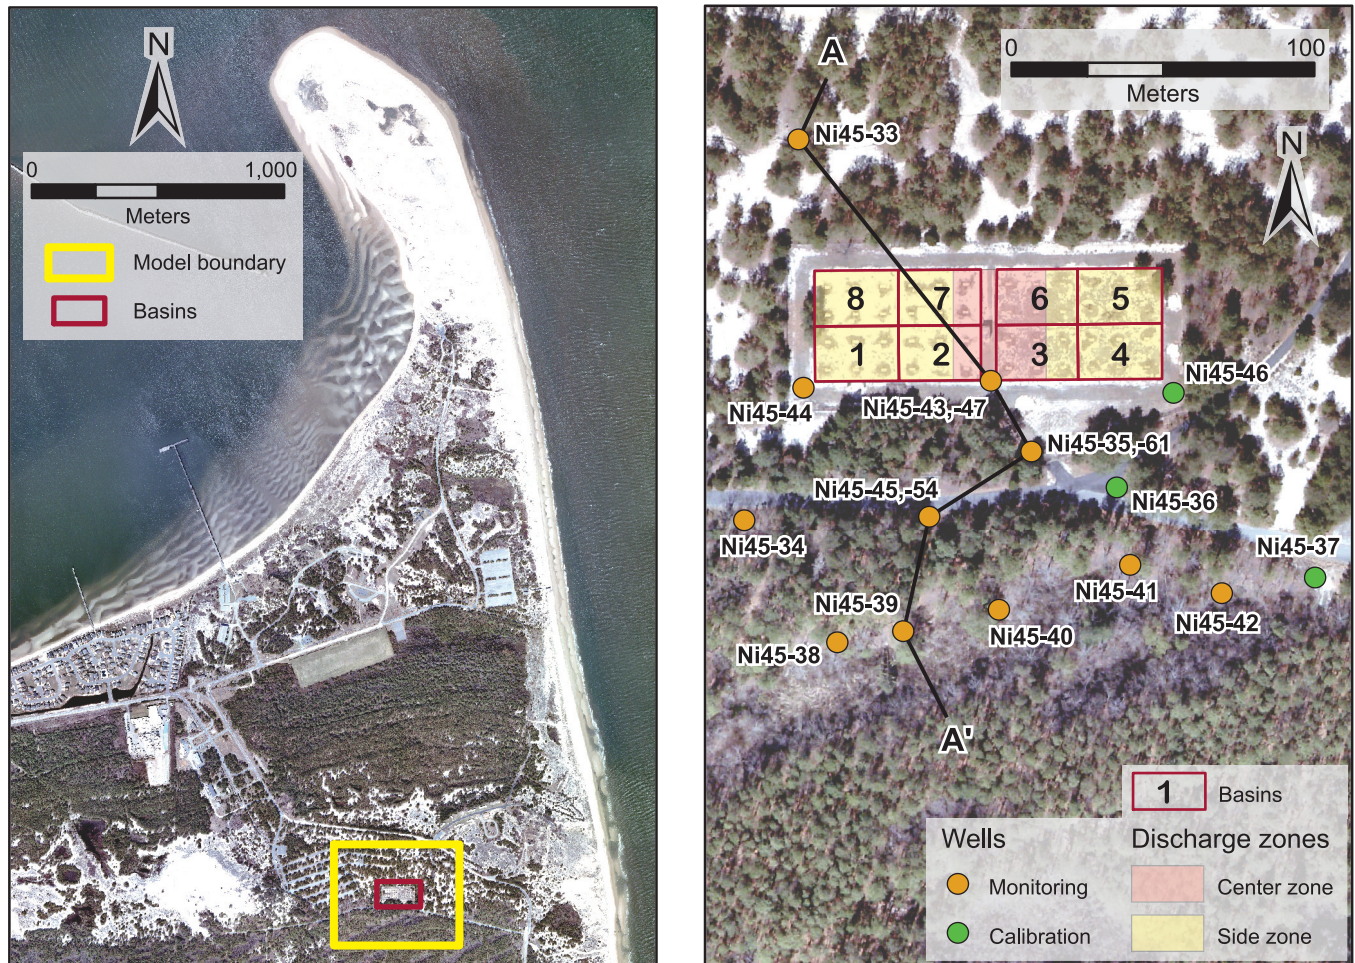 N
0 1,000
Meters
Model boundary
Basins
A
0 100
Meters
Ni45-33
N
8 7 6 5
1 2 3 4
Ni45-46
Ni45-44
Ni45-43,-47
Ni45-35,-61
Ni45-45,-54
Ni45-36
Ni45-34
Ni45-37
Ni45-41
Ni45-39
Ni45-42
Ni45-40
Ni45-38
A'
1 Basins
Wells
Monitoring
Calibration
Discharge zones
Center zone
Side zone